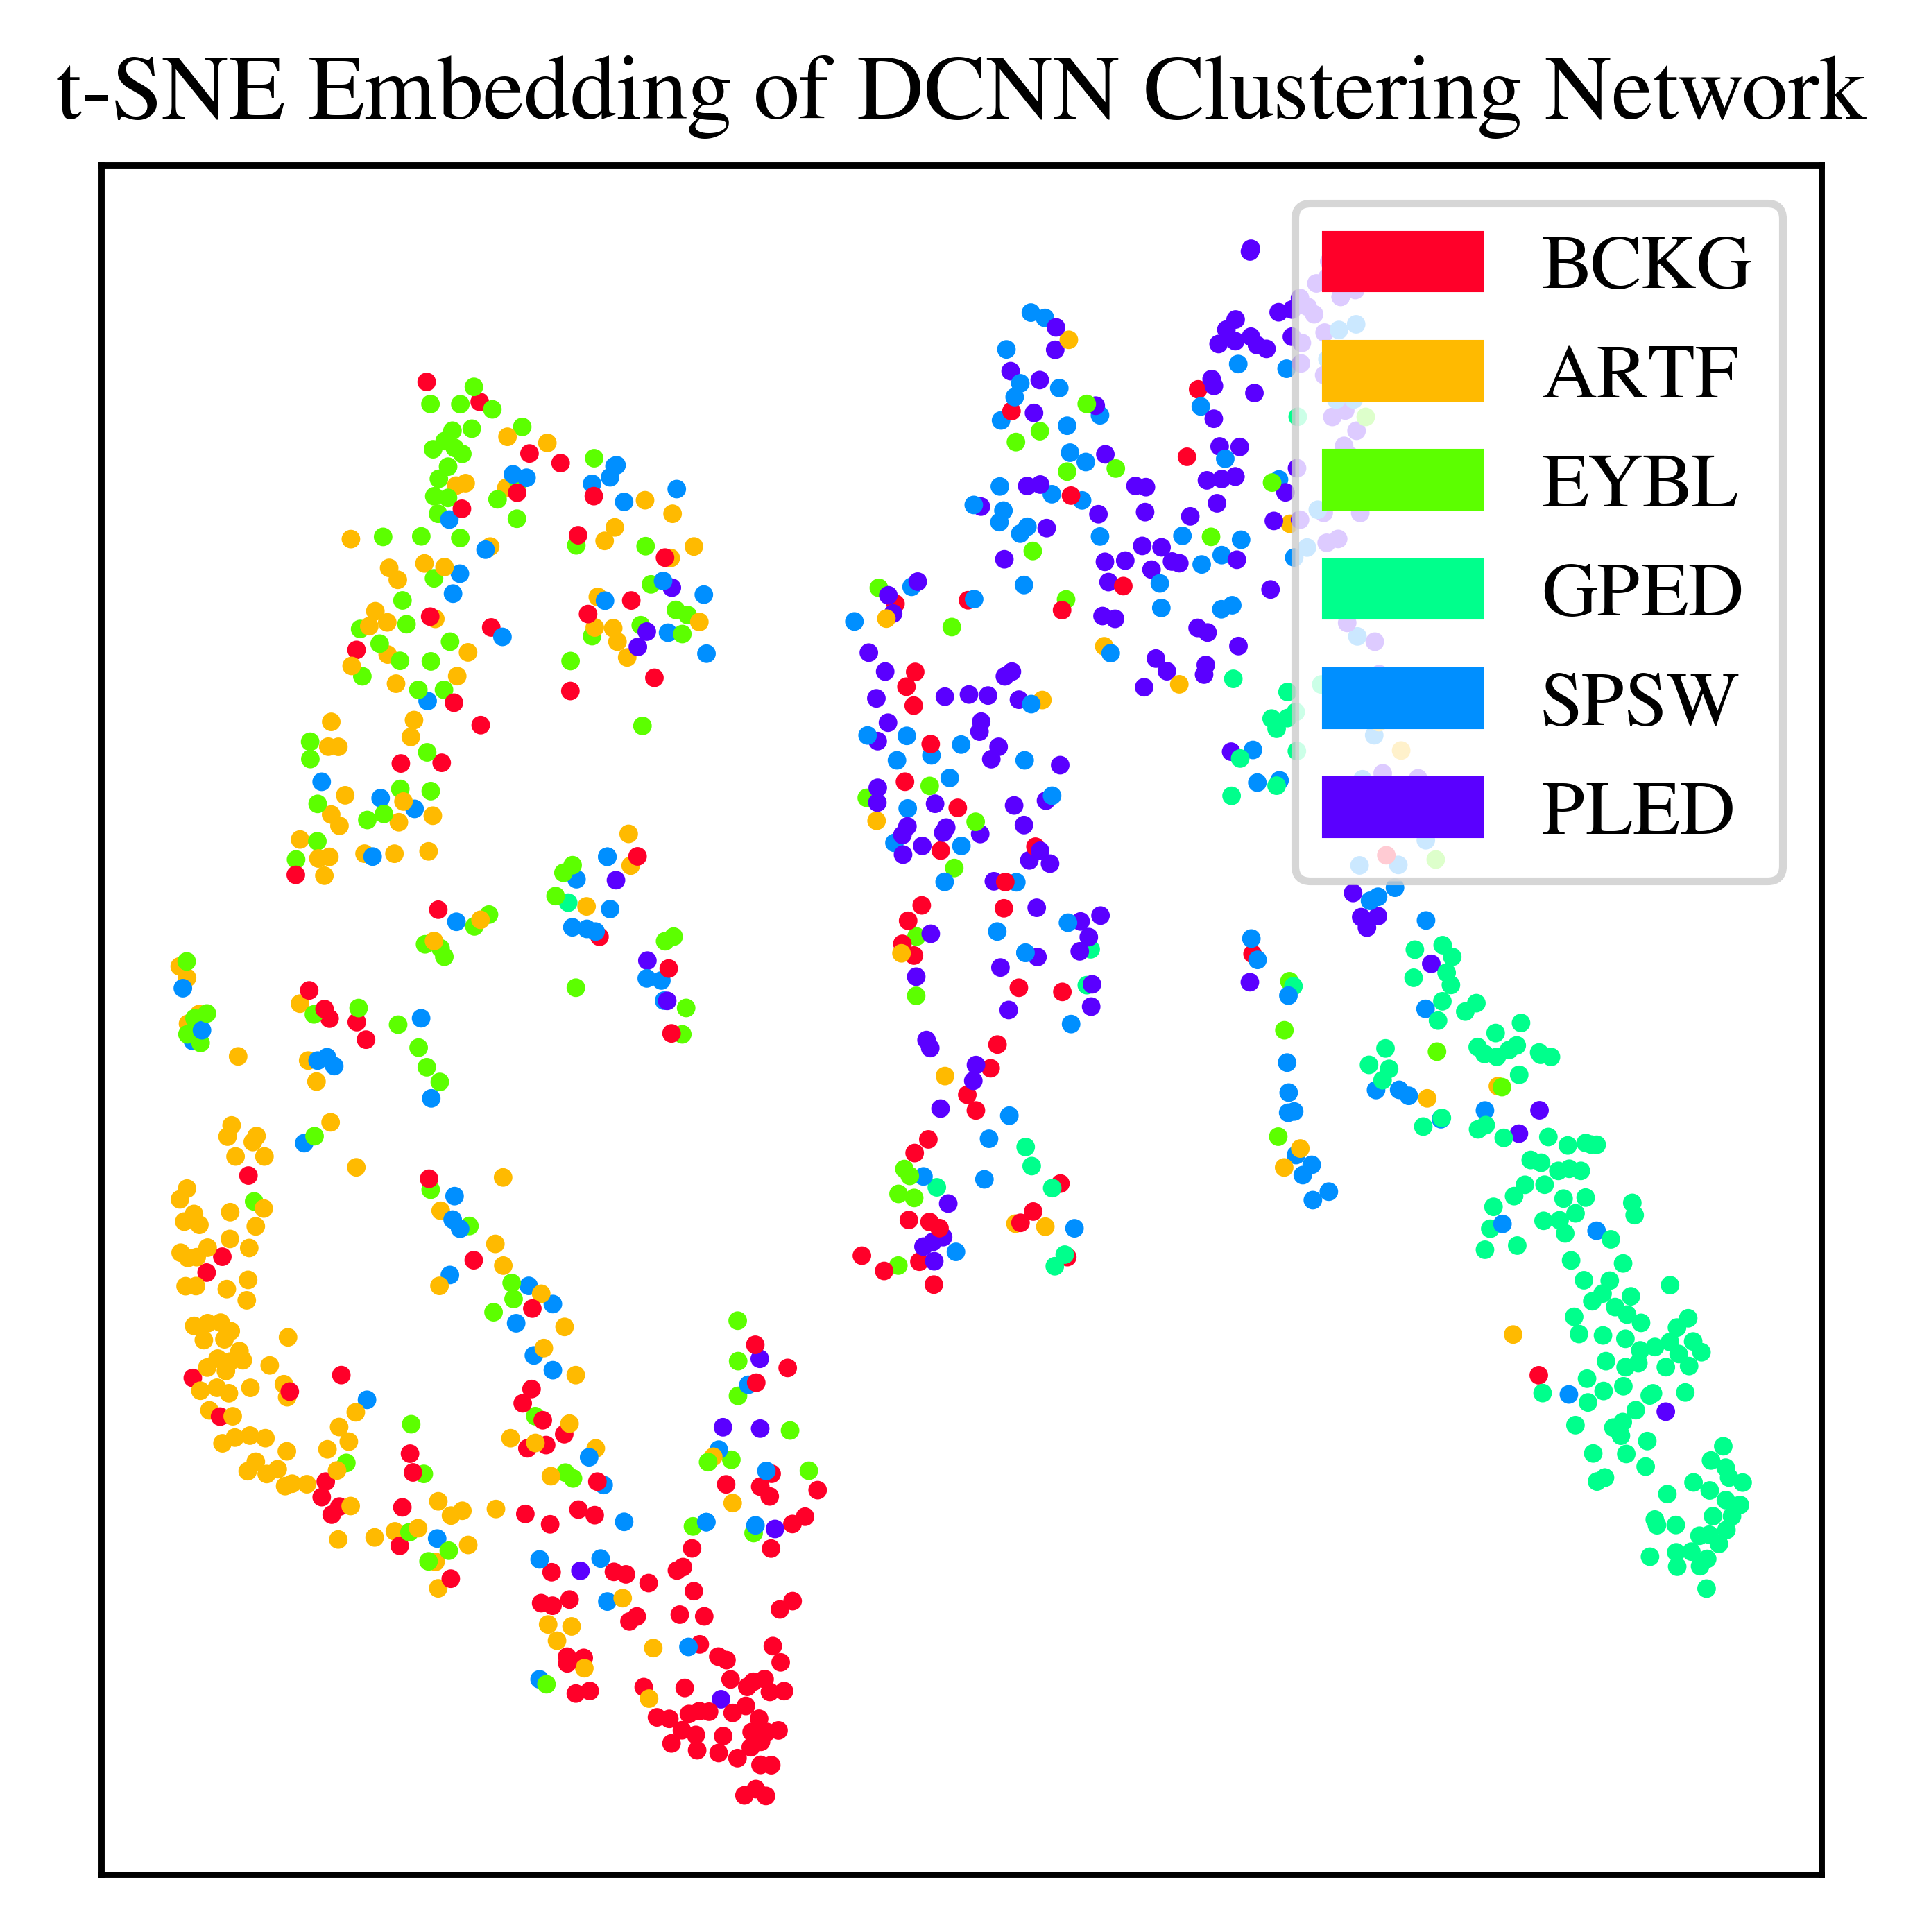 t-SNE Embedding of DCNN Clustering Network
BCKG
ARTF
EYBL
GPED
SPSW
PLED